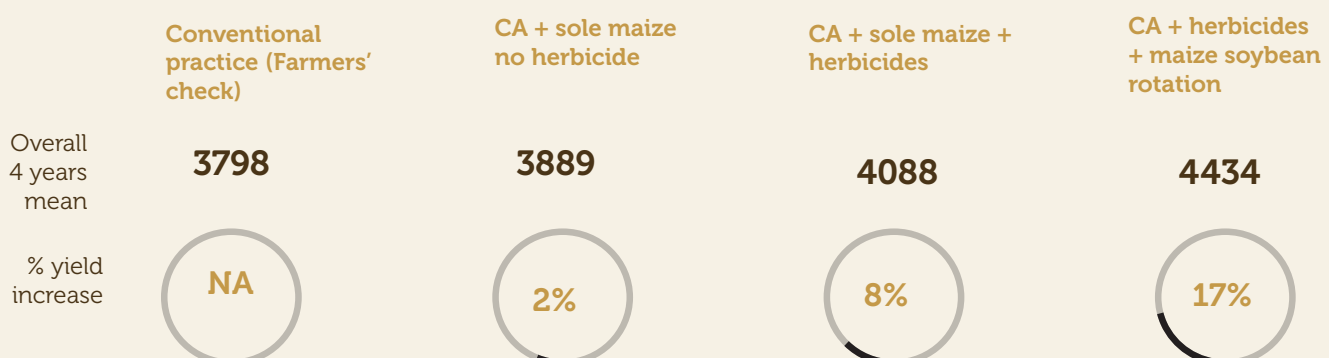 Conventional
practice (Farmers’
check)
CA + sole maize
no herbicide
CA + sole maize +
herbicides
CA + herbicides
+ maize soybean
rotation
Overall
4 years
mean
3798
3889
4088
4434
% yield
increase
NA
2%
8%
17%